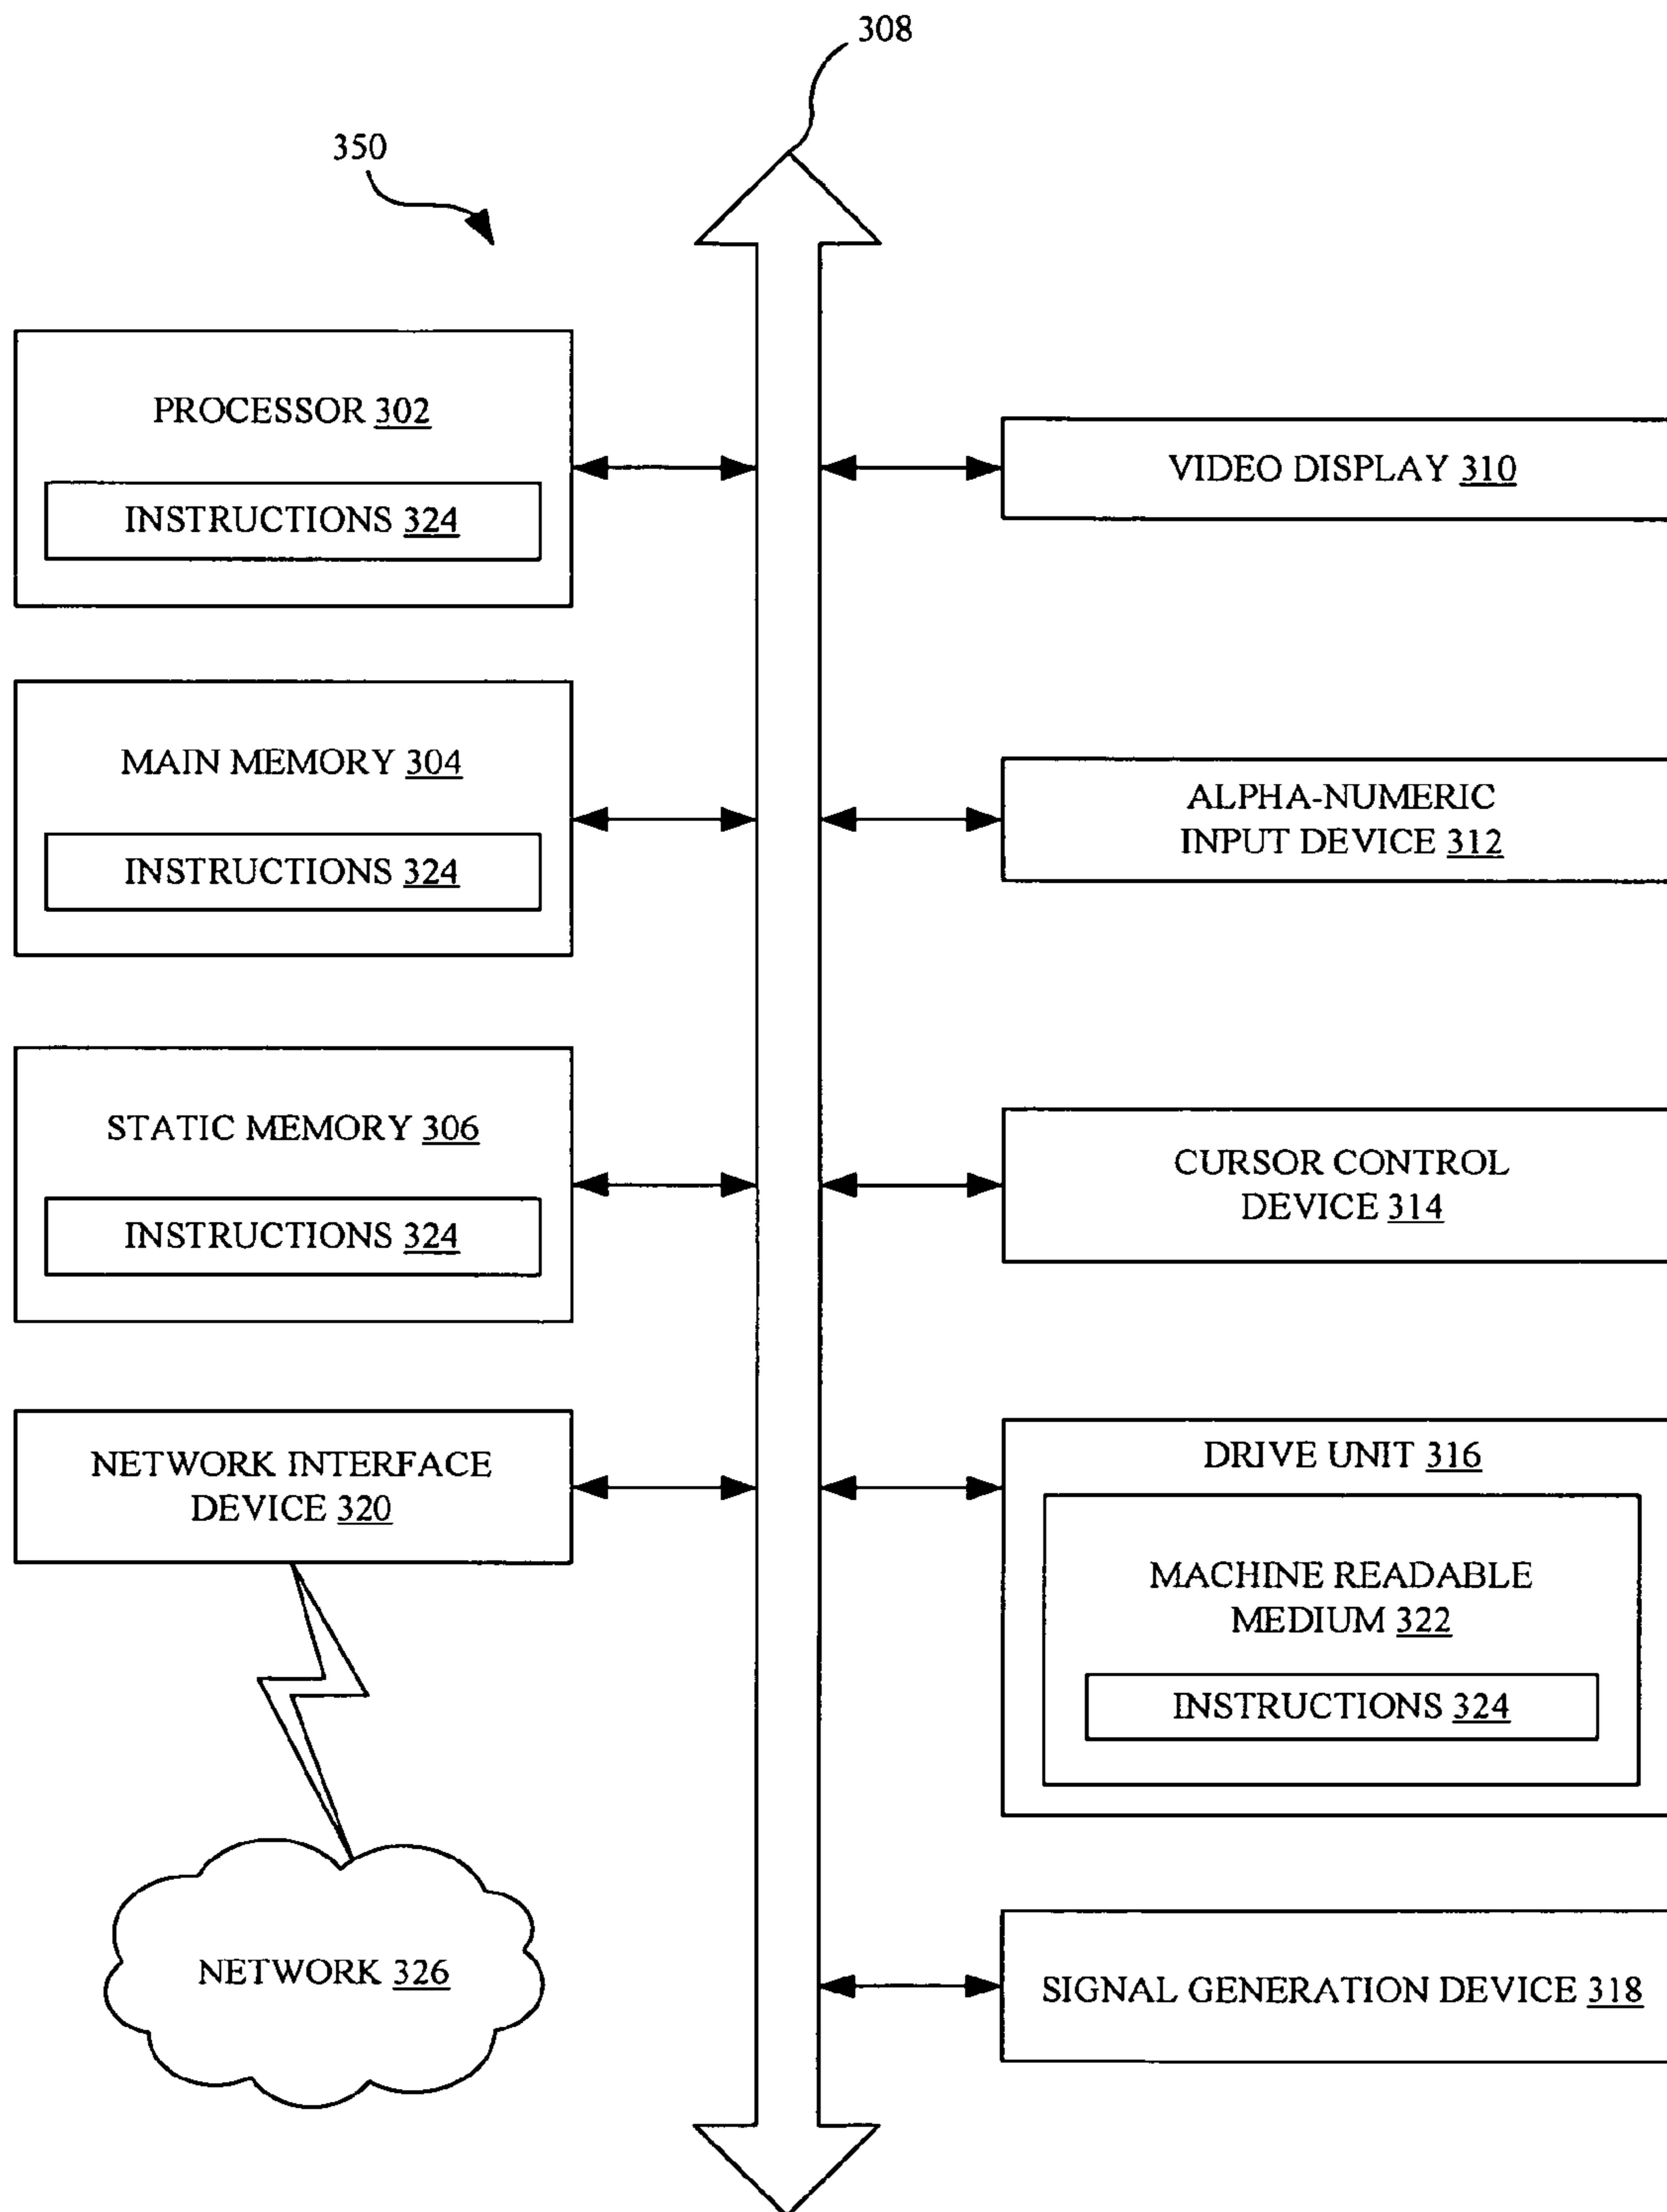 308
350
PROCESSOR 302
INSTRUCTIONS 324
MAIN MEMORY 304
INSTRUCTIONS 324
STATIC MEMORY 306
INSTRUCTIONS 324
NETWORK INTERFACE
DEVICE 320
NETWORK 326
VIDEO DISPLAY 310
ALPHA-NUMERIC
INPUT DEVICE 312
CURSOR CONTROL
DEVICE 314
DRIVE UNIT 316
MACHINE READABLE
MEDIUM 322
INSTRUCTIONS 324
SIGNAL GENERATION DEVICE 318